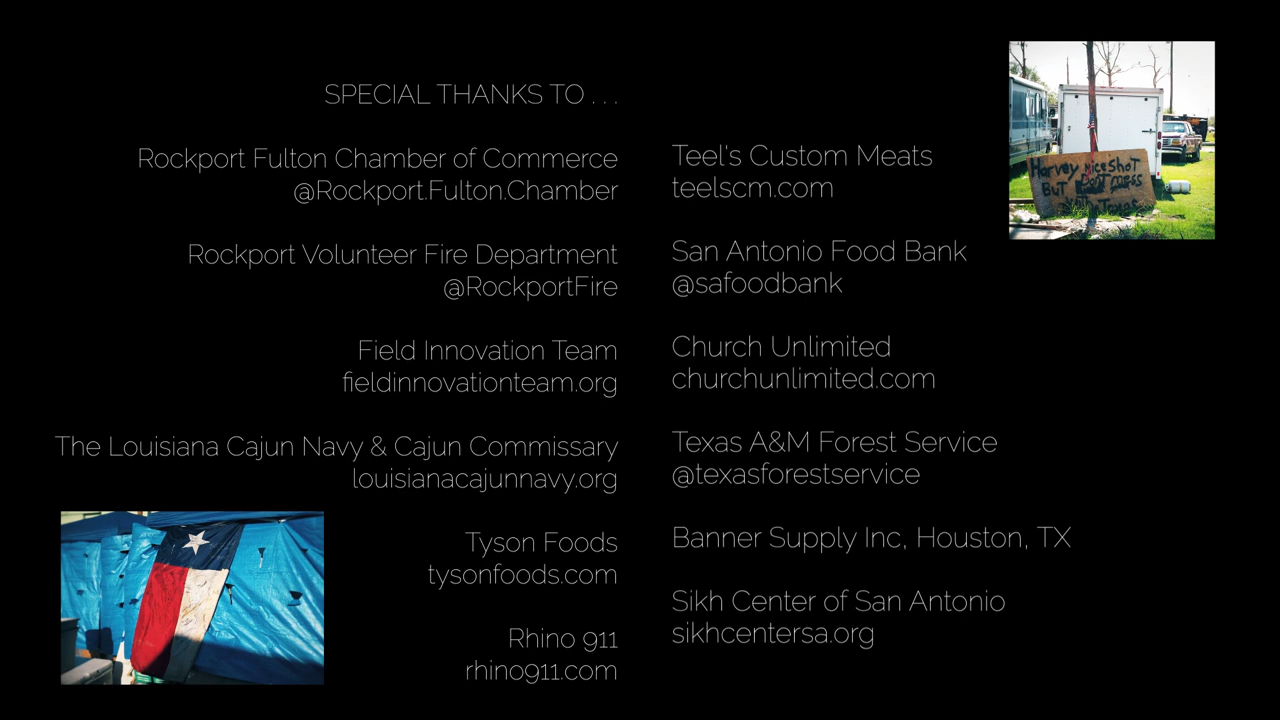 SPECIAL THANKS TO . . .
Rockport Fulton Chamber of Commerce
@Rockport.Fulton.Chamber
Rockport Volunteer Fire Department
@RockportFire
Field Innovation Team
fieldinnovationteam.org
The Louisiana Cajun Navy & Cajun Commissary
louisianacajunnavy.org
Tyson Foods
tysonfoods.com
Rhino 911
rhino911.com
Teel's Custom Meats
teelscm.com
San Antonio Food Bank
@safoodbank
Church Unlimited
churchunlimited.com
Texas A&M Forest Service
@texasforestservice
Banner Supply Inc, Houston, TX
Sikh Center of San Antonio
sikhcentersa.org
Harvey nice SHOT
BUT Don't mess
with Texas